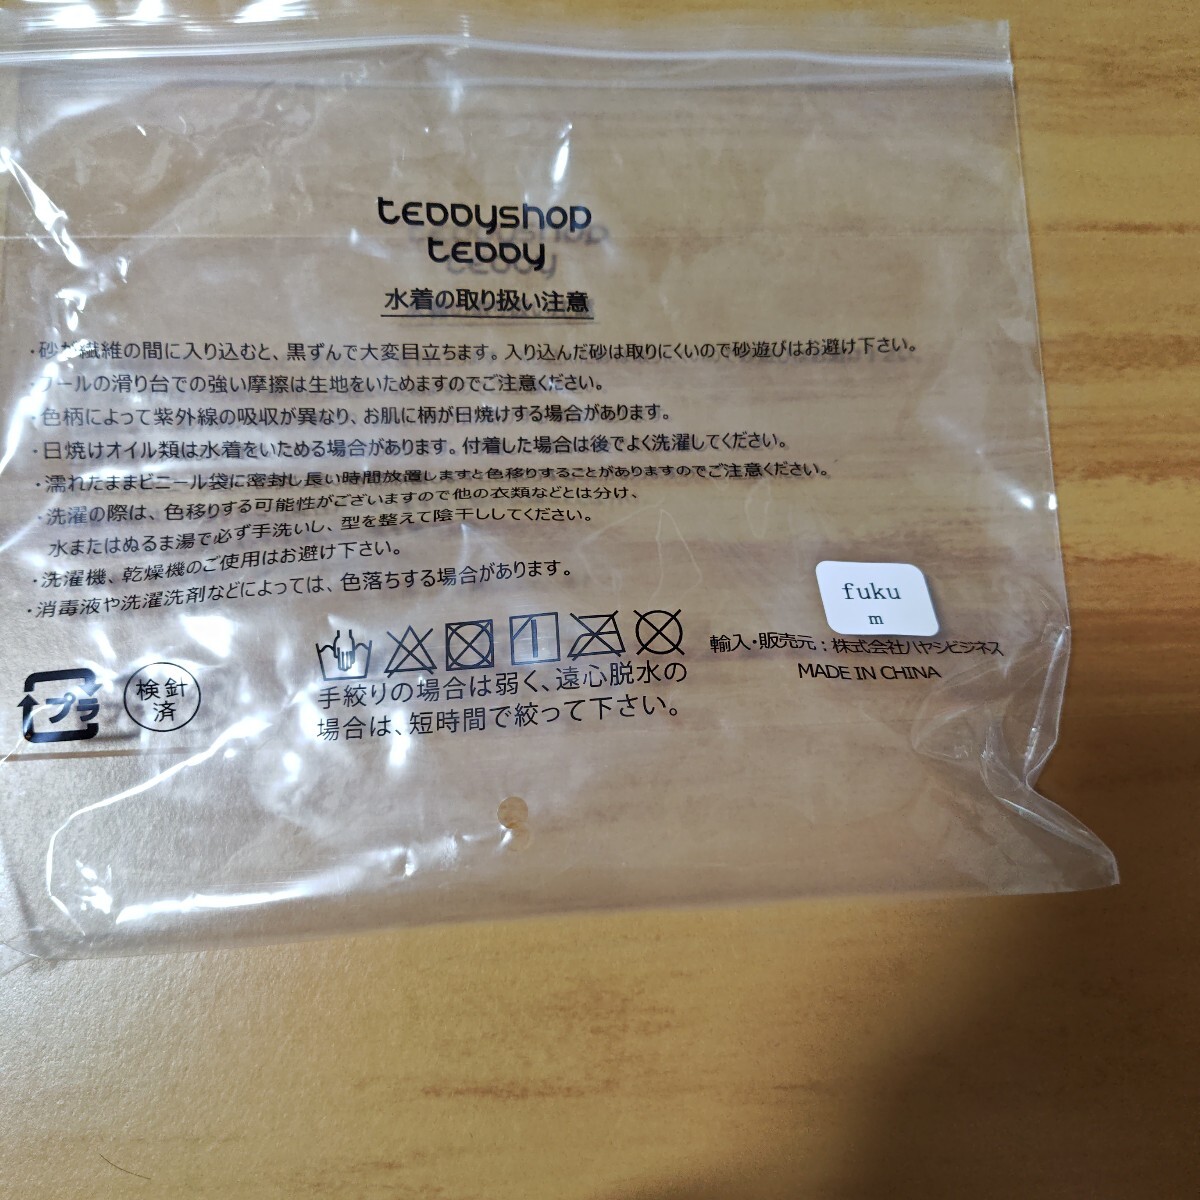 teddyshop
teddy
水着の取り扱い注意
・砂が繊維の間に入り込むと、黒ずんで大変目立ちます。入り込んだ砂は取りにくいので砂遊びはお避け下さい。
・プールの滑り台での強い摩擦は生地をいためますのでご注意ください。
・色柄によって紫外線の吸収が異なり、お肌に柄が日焼けする場合があります。
・日焼けオイル類は水着をいためる場合があります。付着した場合は後でよく洗濯してください。
・濡れたままビニール袋に密封し長い時間放置しますと色移りすることがありますのでご注意ください。
・洗濯の際は、色移りする可能性がございますので他の衣類などとは分け、
水またはぬるま湯で必ず手洗いし、型を整えて陰干ししてください。
・洗濯機、乾燥機のご使用はお避け下さい。
・消毒液や洗濯洗剤などによっては、色落ちする場合があります。
fuku
m
プラ
検針
済
手絞りの場合は弱く、遠心脱水の
場合は、短時間で絞って下さい。
輸入・販売元：株式会社ハヤシビジネス
MADE IN CHINA